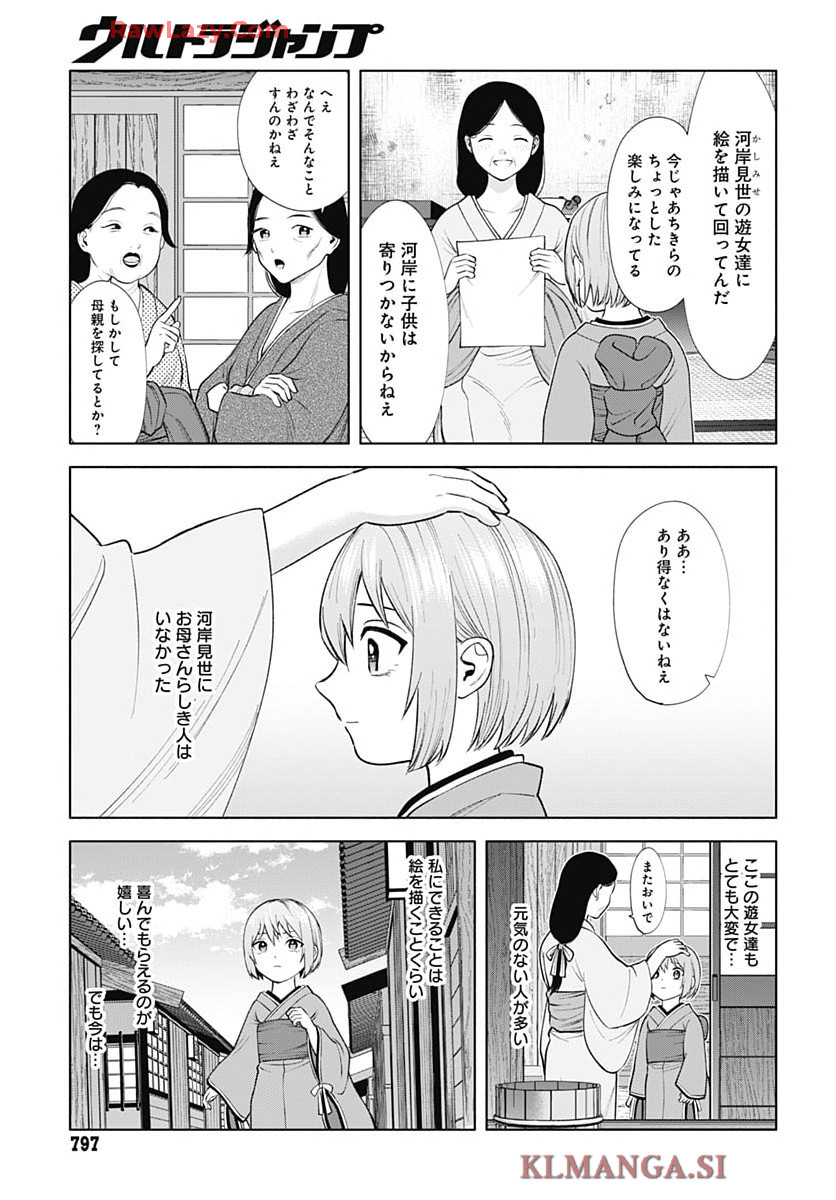 RawLazy.Com
ウルトラジャンプ
河岸見世の遊女達に
かしみせ
絵を描いて回ってんだ
今じゃあちきらの
ちょっとした
楽しみになってる
河岸に子供は
寄りつかないからねえ
へえ
なんでそんなこと
わざわざ
すんのかねえ
もしかして
母親を探してるとか?
ああ…
あり得なくはないねえ
河岸見世に
お母さんらしき人は
いなかった
ここの遊女達も
とても大変で…
またおいで
元気のない人が多い
私にできることは
絵を描くことくらい
喜んでもらえるのが
嬉しい…
でも今は…
797
KLMANGA.SI